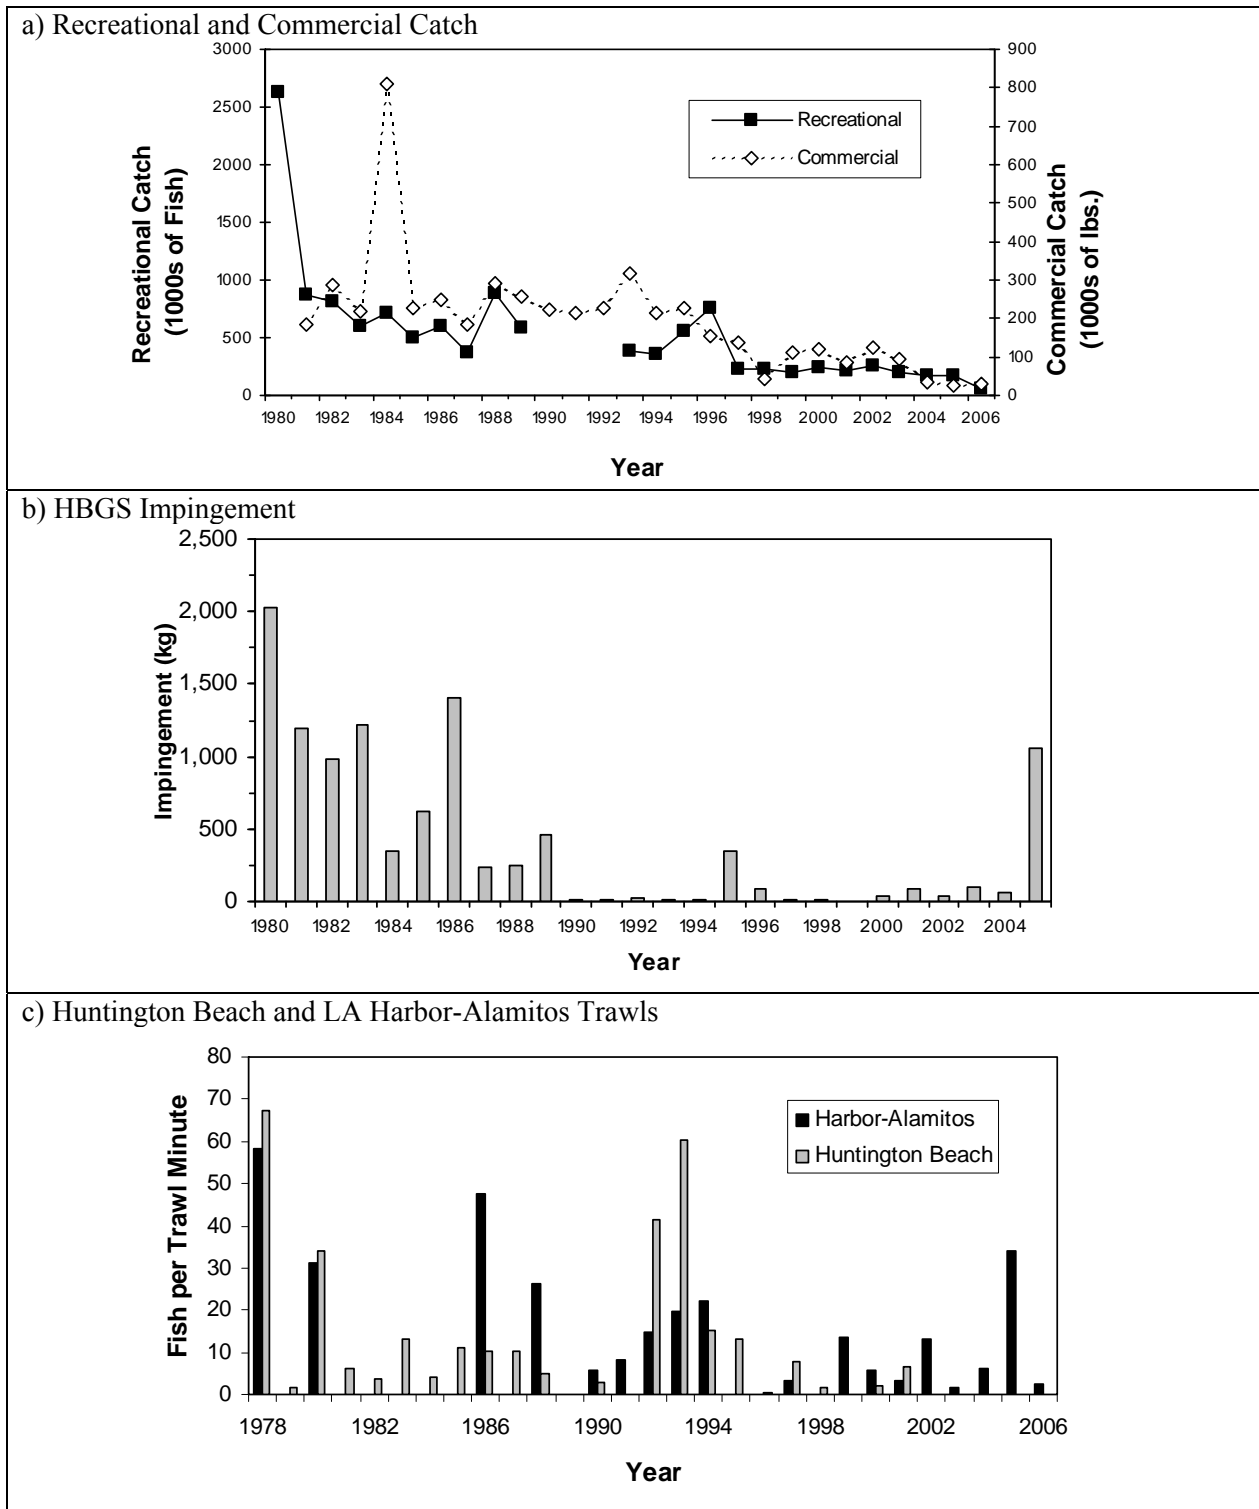 a) Recreational and Commercial Catch
3000
2500
2000
1500
1000
500
0
Recreational Catch
(1000s of Fish)
900
800
700
600
500
400
300
200
100
0
Commercial Catch
(1000s of lbs.)
Recreational
Commercial
1980 1982 1984 1986 1988 1990 1992 1994 1996 1998 2000 2002 2004 2006
Year
b) HBGS Impingement
2,500
2,000
1,500
1,000
500
0
Impingement (kg)
1980 1982 1984 1986 1988 1990 1992 1994 1996 1998 2000 2002 2004
Year
c) Huntington Beach and LA Harbor-Alamitos Trawls
80
70
60
50
40
30
20
10
0
Fish per Trawl Minute
Harbor-Alamitos
Huntington Beach
1978 1982 1986 1990 1994 1998 2002 2006
Year